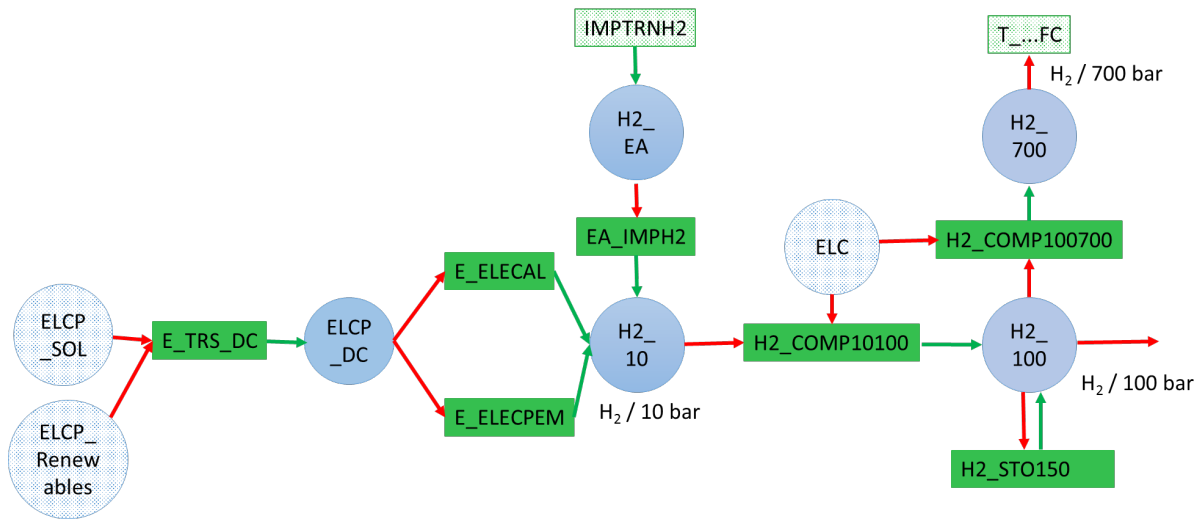 IMPTRNH2
T_...FC
H₂ / 700 bar
H2_
EA
H2_
700
EA_IMPH2
ELC
H2_COMP100700
E_ELECAL
ELCP
_SOL
E_TRS_DC
ELCP
_DC
H2_
10
H2_COMP10100
H2_
100
H₂ / 100 bar
E_ELECPEM
H₂ / 10 bar
ELCP_
Renew
ables
H2_STO150